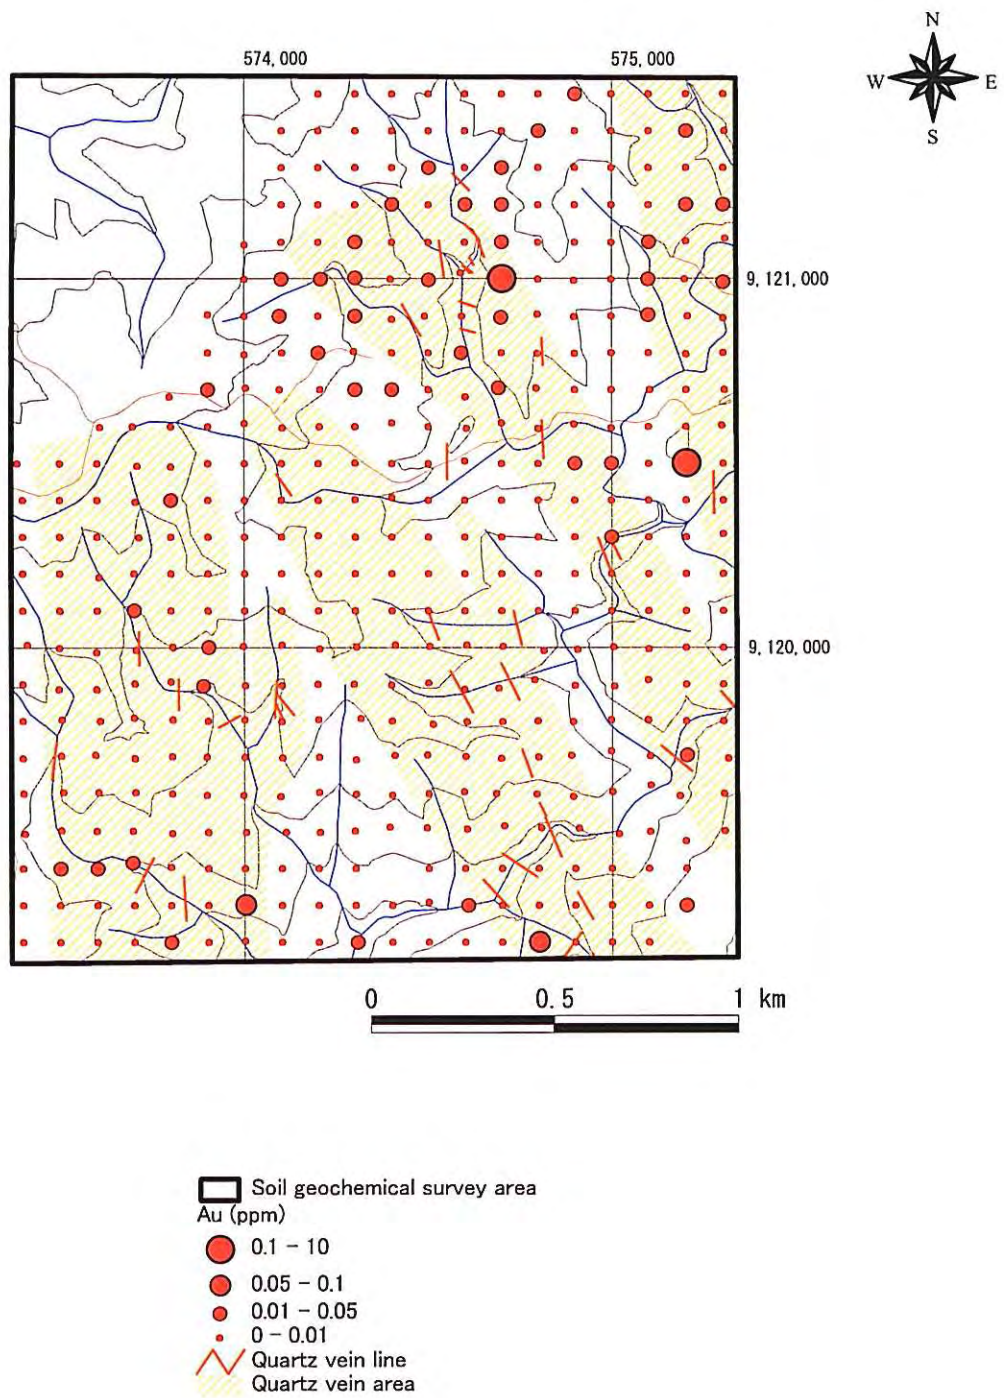 N
574,000
575,000
W
E
S
9,121,000
9,120,000
0
0.5
1 km
Soil geochemical survey area
Au (ppm)
0.1 – 10
0.05 – 0.1
0.01 – 0.05
0 – 0.01
Quartz vein line
Quartz vein area